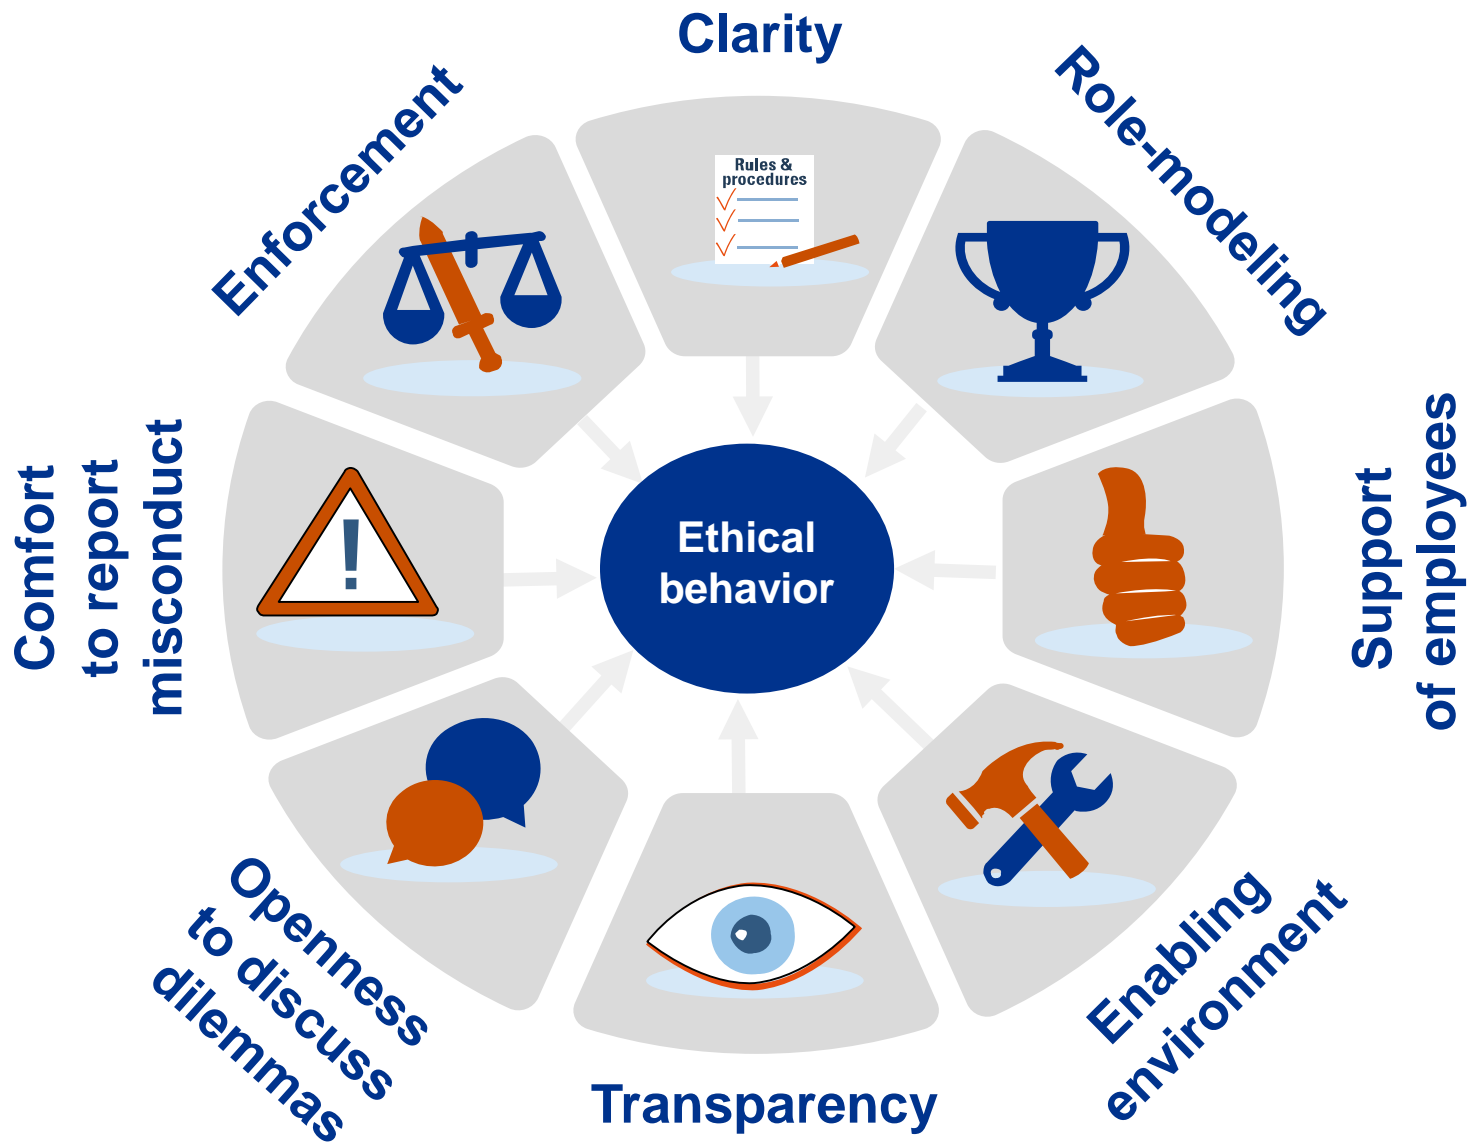 Clarity
Rules &
procedures
Role-modeling
Support
of employees
Enabling
environment
Transparency
Openness
to discuss
dilemmas
Comfort
to report
misconduct
Enforcement
Ethical
behavior
!